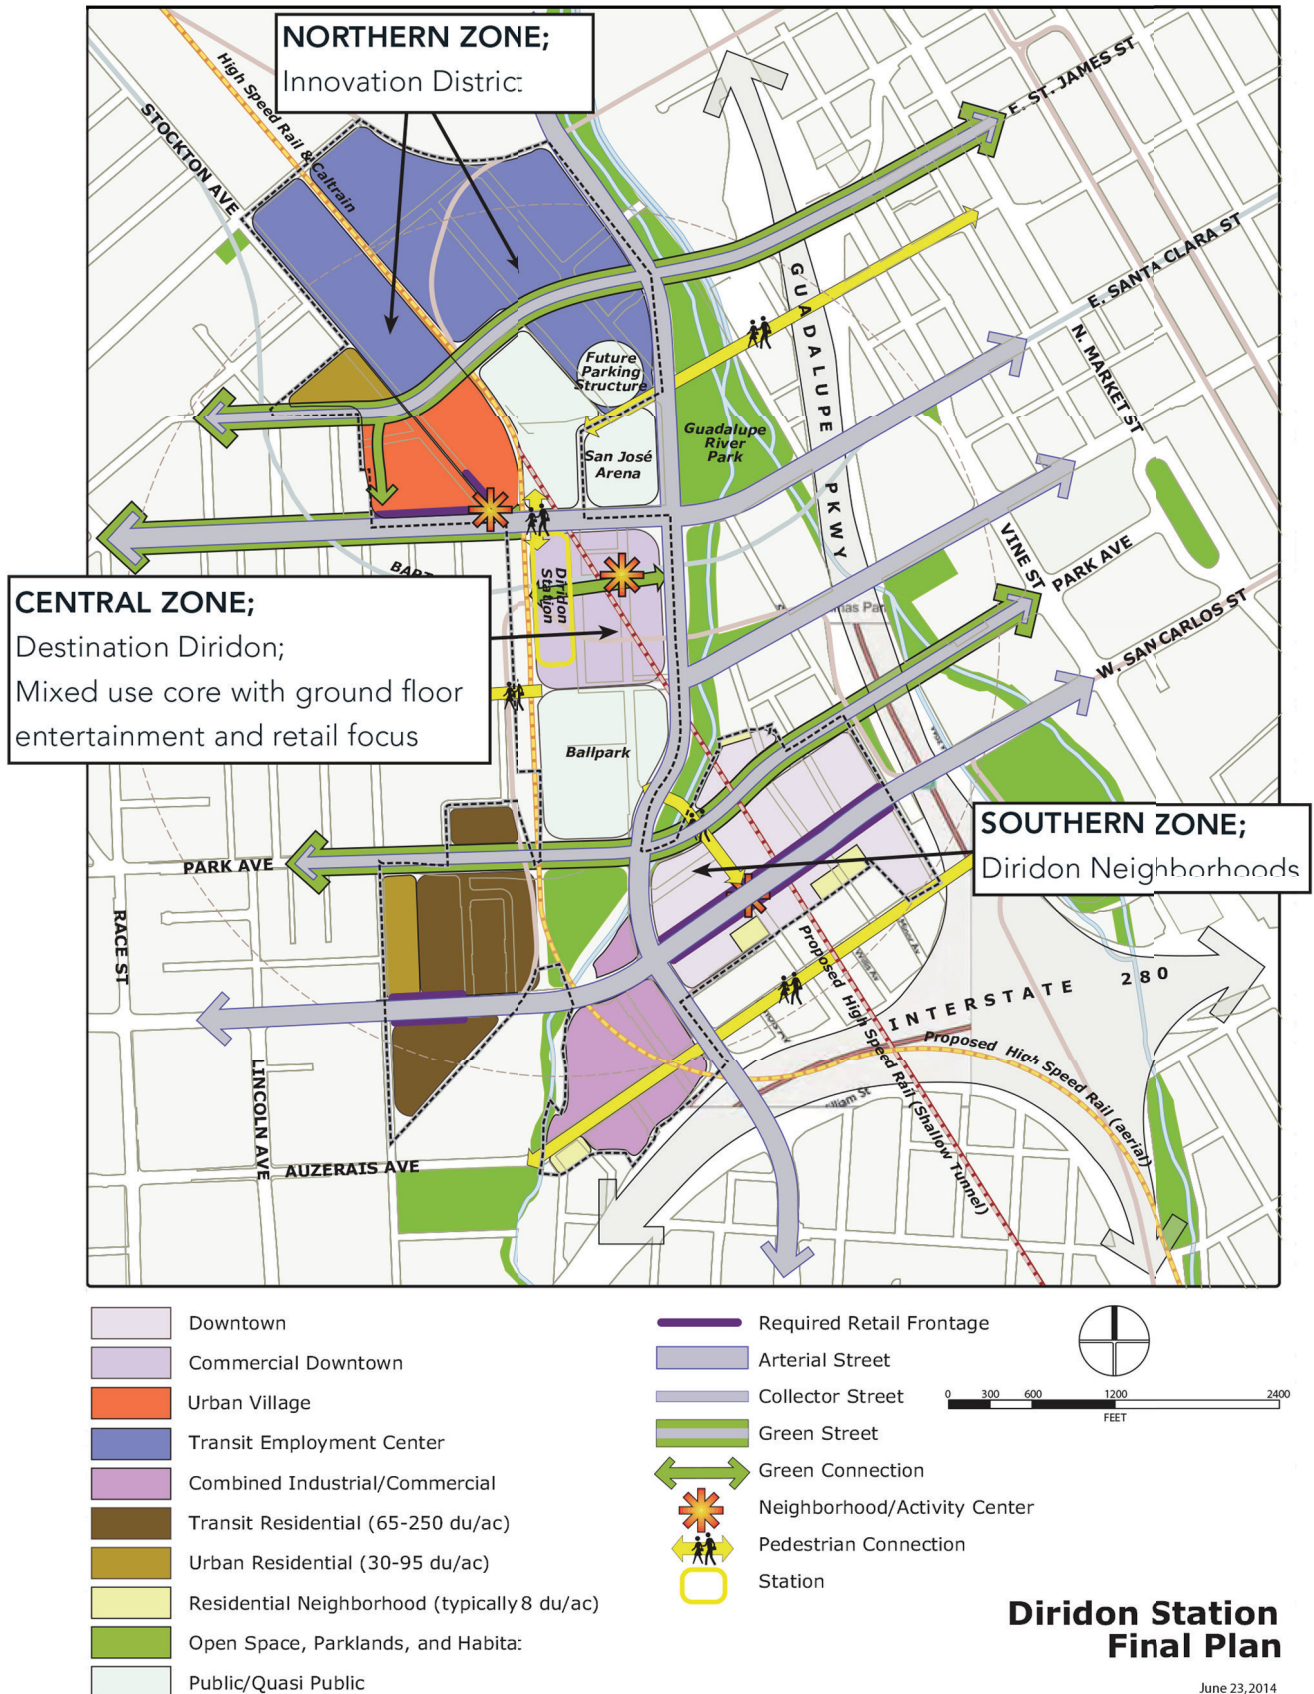 NORTHERN ZONE;
Innovation District
High Speed Rail & Caltrain
STOCKTON AVE
E. ST. JAMES ST
GUADALUPE PKWY
E. SANTA CLARA ST
N. MARKET ST
Future
Parking
Structure
Guadalupe
River
Park
San José
Arena
VINE ST
PARK AVE
W. SAN CARLOS ST
Diridon
Station
CENTRAL ZONE;
Destination Diridon;
Mixed use core with ground floor
entertainment and retail focus
Ballpark
SOUTHERN ZONE;
Diridon Neighborhoods
PARK AVE
RACE ST
Proposed High Speed Rail (Shallow Tunnel)
INTERSTATE 280
Proposed High Speed Rail (aerial)
LINCOLN AVE
AUZERAIS AVE
Downtown
Commercial Downtown
Urban Village
Transit Employment Center
Combined Industrial/Commercial
Transit Residential (65-250 du/ac)
Urban Residential (30-95 du/ac)
Residential Neighborhood (typically 8 du/ac)
Open Space, Parklands, and Habitat
Public/Quasi Public
Required Retail Frontage
Arterial Street
Collector Street
Green Street
Green Connection
Neighborhood/Activity Center
Pedestrian Connection
Station
0 300 600 1200 2400
FEET
Diridon Station
Final Plan
June 23, 2014